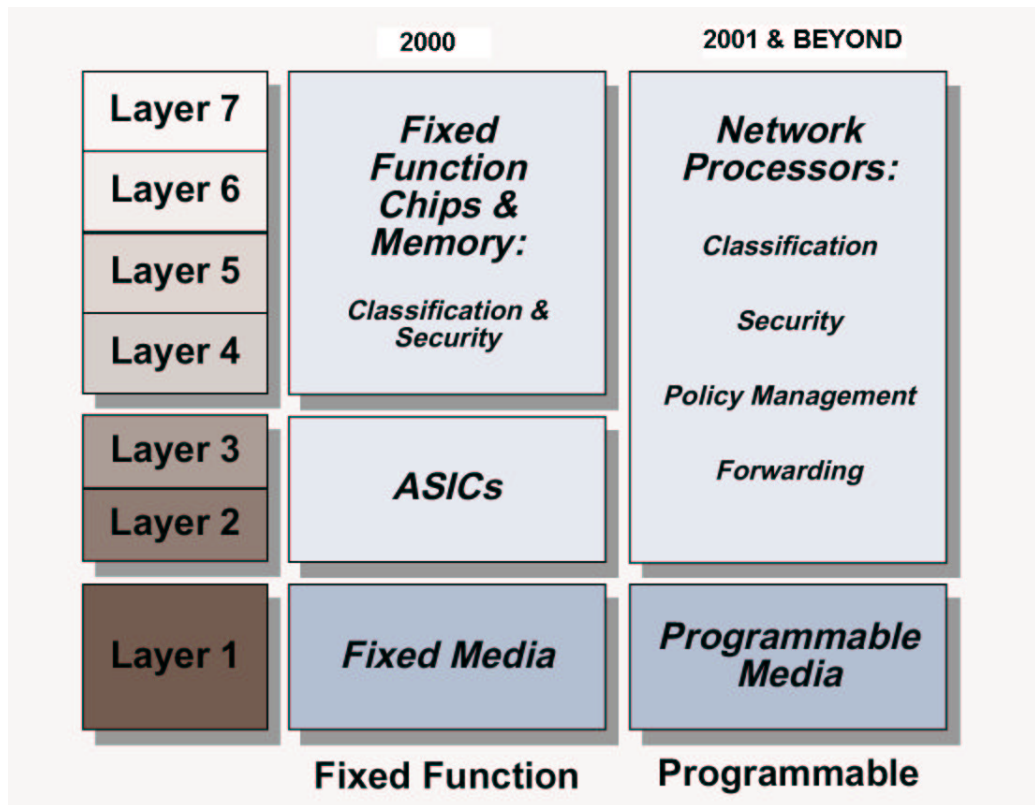 2000
2001 & BEYOND
Layer 7
Layer 6
Layer 5
Layer 4
Layer 3
Layer 2
Layer 1
Fixed
Function
Chips &
Memory:
Classification &
Security
ASICs
Fixed Media
Fixed Function
Network
Processors:
Classification
Security
Policy Management
Forwarding
Programmable
Media
Programmable